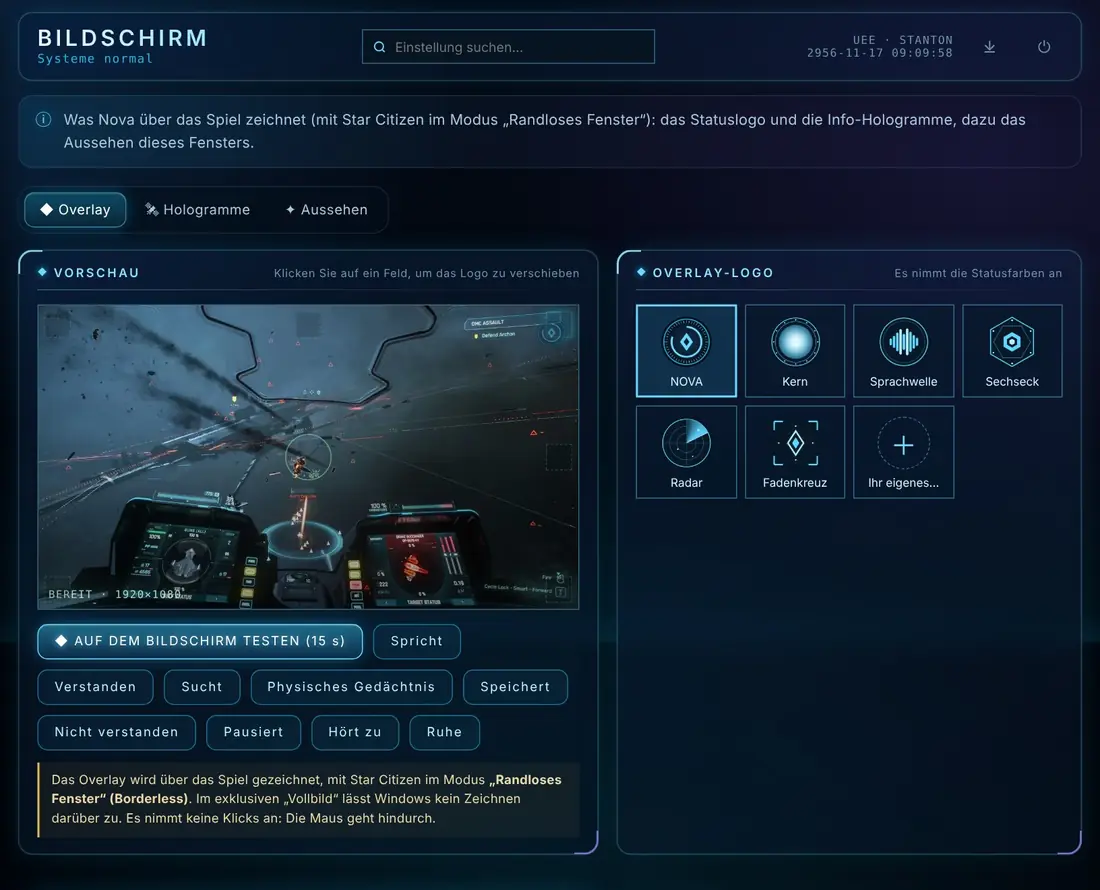 BILDSCHIRM
Systeme normal
Einstellung suchen...
UEE · STANTON
2956-11-17 09:09:58
Was Nova über das Spiel zeichnet (mit Star Citizen im Modus „Randloses Fenster“): das Statuslogo und die Info-Hologramme, dazu das
Aussehen dieses Fensters.
Overlay
Hologramme
Aussehen
VORSCHAU
Klicken Sie auf ein Feld, um das Logo zu verschieben
Defend Archon
100%
100 %
TARGET STATUS
BEREIT · 1920×1080
AUF DEM BILDSCHIRM TESTEN (15 s)
Spricht
Verstanden
Sucht
Physisches Gedächtnis
Speichert
Nicht verstanden
Pausiert
Hört zu
Ruhe
Das Overlay wird über das Spiel gezeichnet, mit Star Citizen im Modus „Randloses
Fenster“ (Borderless). Im exklusiven „Vollbild“ lässt Windows kein Zeichnen
darüber zu. Es nimmt keine Klicks an: Die Maus geht hindurch.
OVERLAY-LOGO
Es nimmt die Statusfarben an
NOVA
Kern
Sprachwelle
Sechseck
Radar
Fadenkreuz
Ihr eigenes...